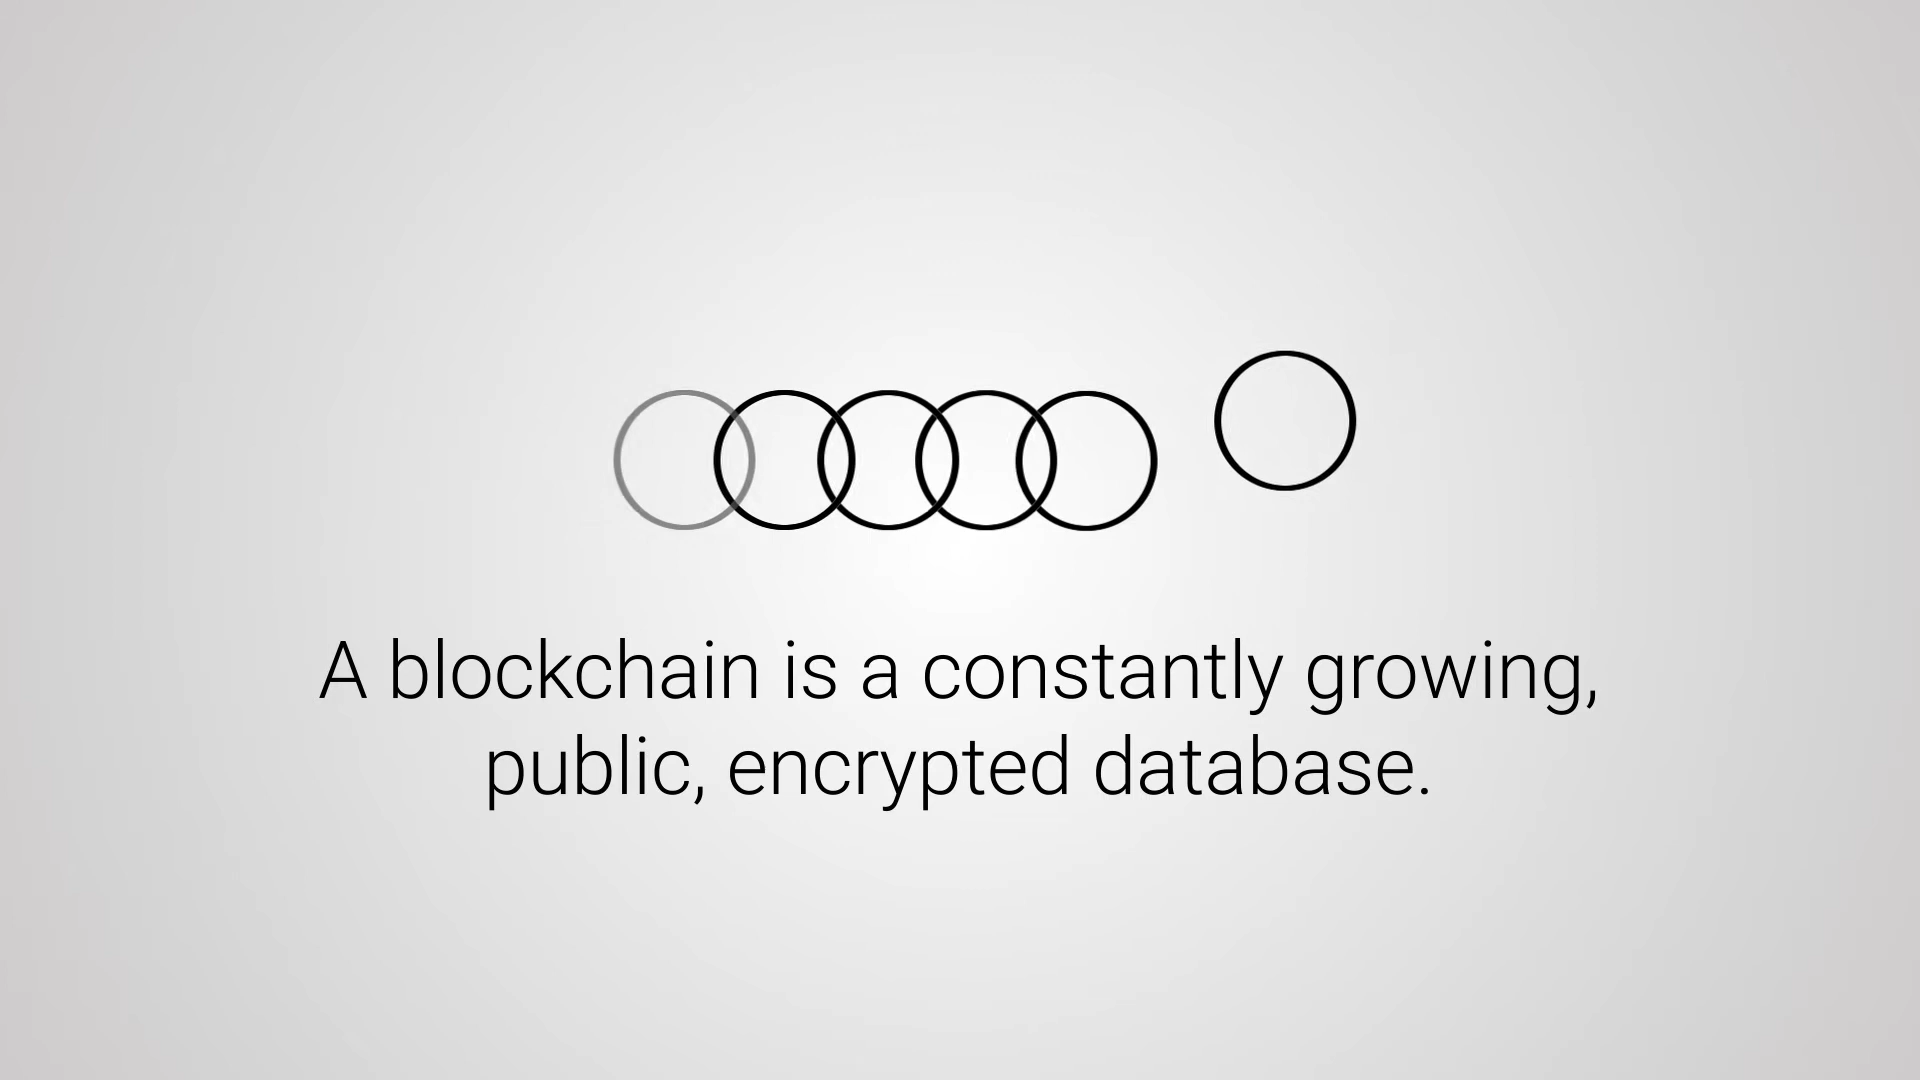 A blockchain is a constantly growing,
public, encrypted database.